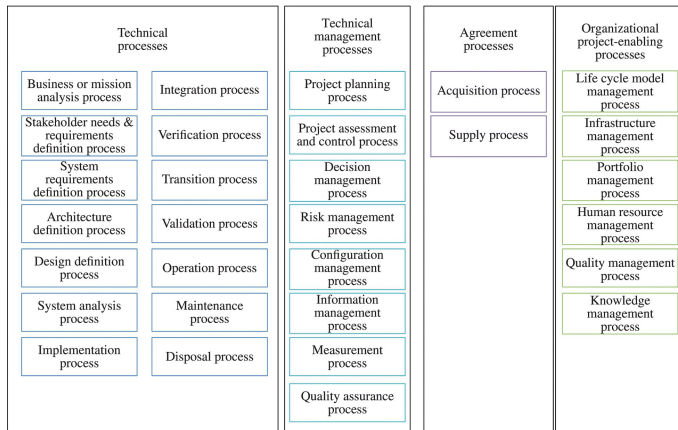 Technical
processes
Business or mission
analysis process
Stakeholder needs &
requirements
definition process
System
requirements
definition process
Architecture
definition process
Design definition
process
System analysis
process
Implementation
process
Integration process
Verification process
Transition process
Validation process
Operation process
Maintenance
process
Disposal process
Technical
management
processes
Project planning
process
Project assessment
and control process
Decision
management
process
Risk management
process
Configuration
management
process
Information
management
process
Measurement
process
Quality assurance
process
Agreement
processes
Acquisition process
Supply process
Organizational
project-enabling
processes
Life cycle model
management
process
Infrastructure
management
process
Portfolio
management
process
Human resource
management
process
Quality management
process
Knowledge
management
process